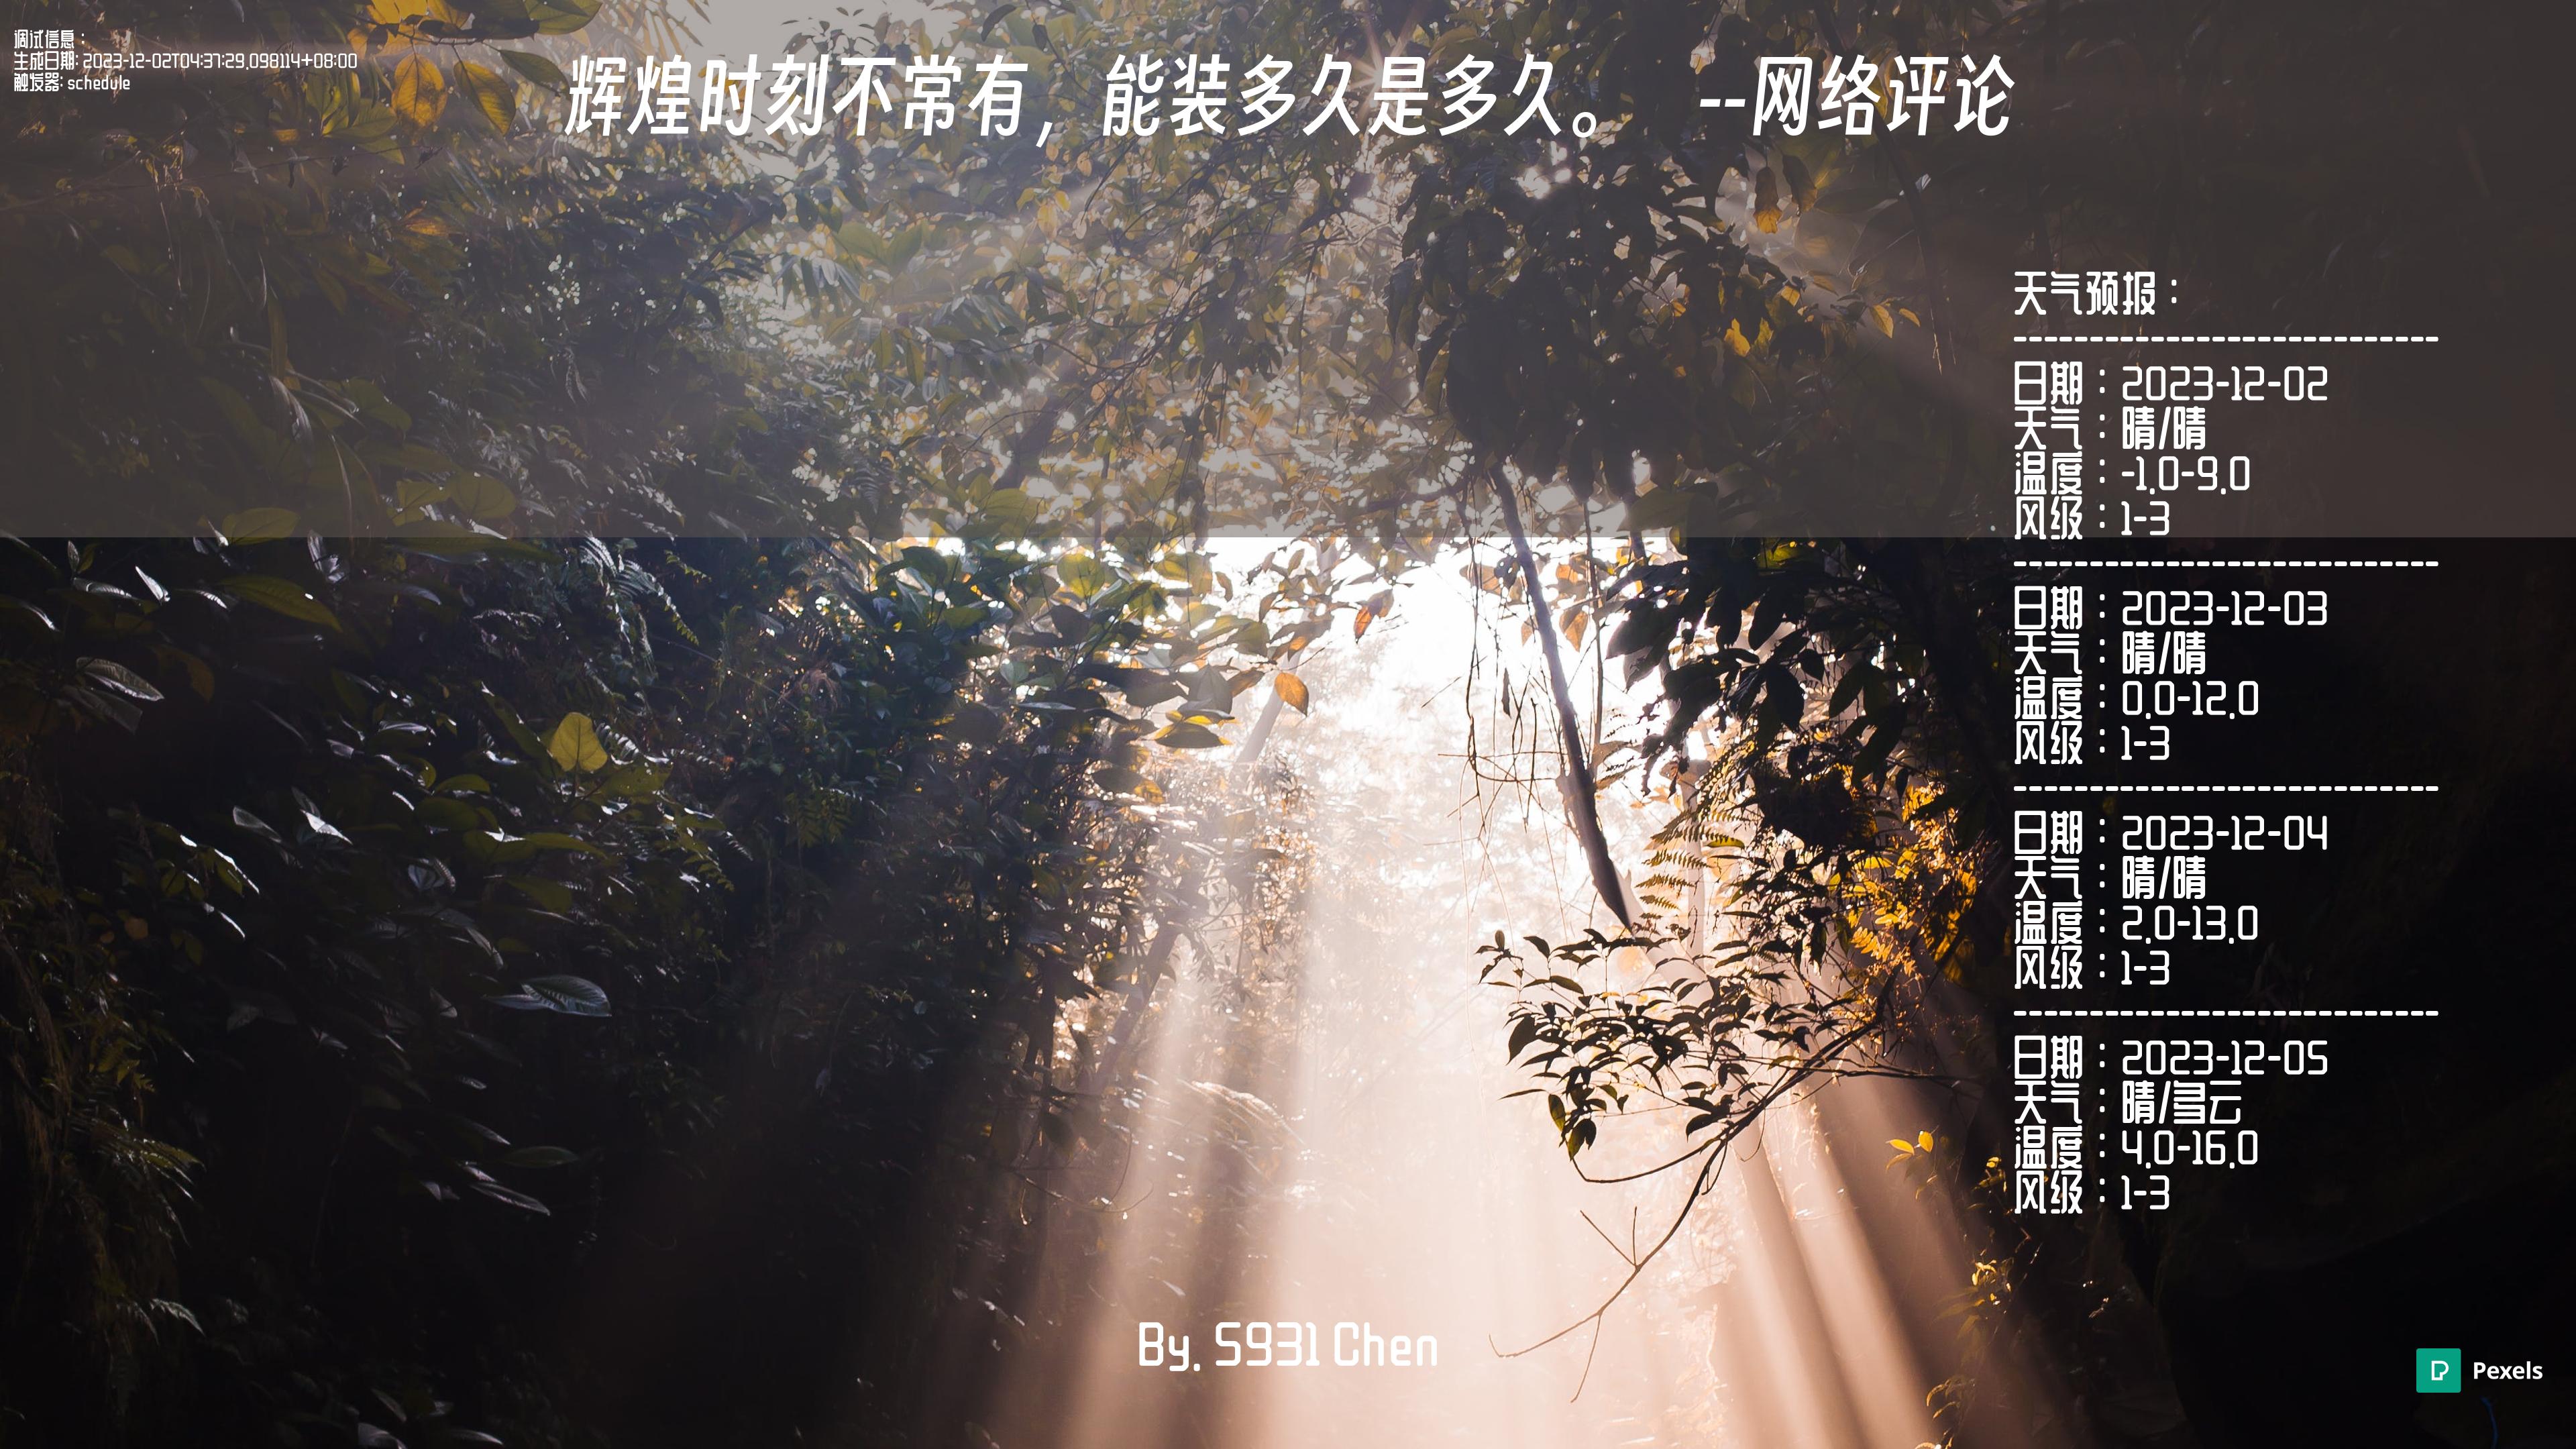 调试信息：
生成日期: 2023-12-02T04:37:29.098114+08:00
触发器: schedule
辉煌时刻不常有，能装多久是多久。 --网络评论
天气预报：
----------------------------
日期：2023-12-02
天气：晴/晴
温度：-1.0-9.0
风级：1-3
----------------------------
日期：2023-12-03
天气：晴/晴
温度：0.0-12.0
风级：1-3
----------------------------
日期：2023-12-04
天气：晴/晴
温度：2.0-13.0
风级：1-3
----------------------------
日期：2023-12-05
天气：晴/多云
温度：4.0-16.0
风级：1-3
By. S931 Chen
Pexels